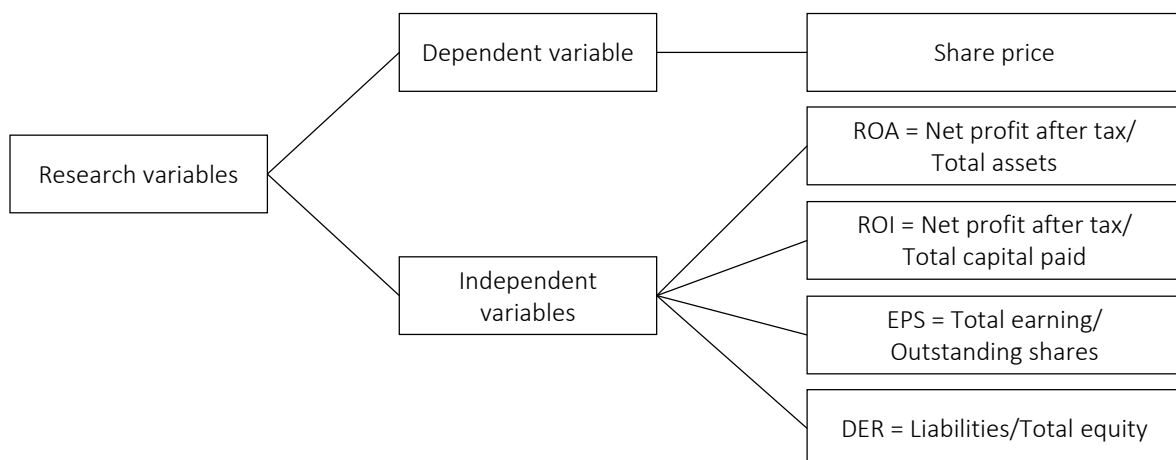 Research variables
Dependent variable
Share price
Independent
variables
ROA = Net profit after tax/
Total assets
ROI = Net profit after tax/
Total capital paid
EPS = Total earning/
Outstanding shares
DER = Liabilities/Total equity